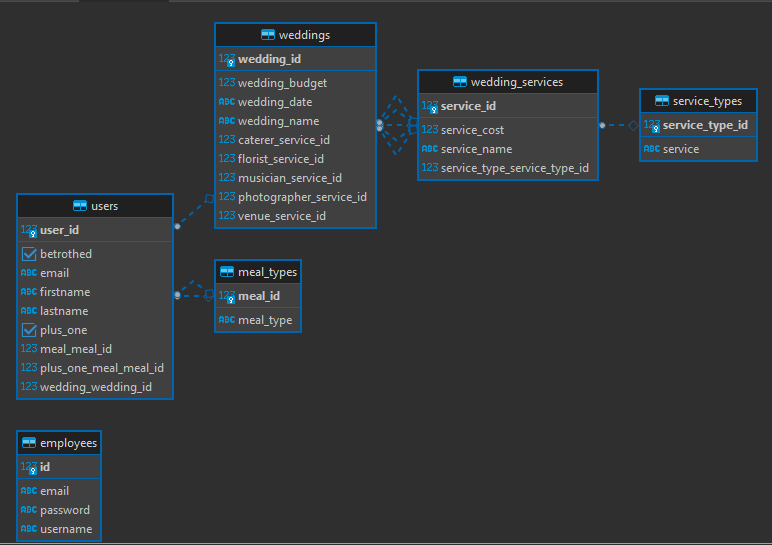 weddings
123 wedding_id
123 wedding_budget
ABC wedding_date
ABC wedding_name
123 caterer_service_id
123 florist_service_id
123 musician_service_id
123 photographer_service_id
123 venue_service_id
wedding_services
123 service_id
123 service_cost
ABC service_name
123 service_type_service_type_id
service_types
123 service_type_id
ABC service
users
123 user_id
betrothed
ABC email
ABC firstname
ABC lastname
plus_one
123 meal_meal_id
123 plus_one_meal_meal_id
123 wedding_wedding_id
meal_types
123 meal_id
ABC meal_type
employees
123 id
ABC email
ABC password
ABC username